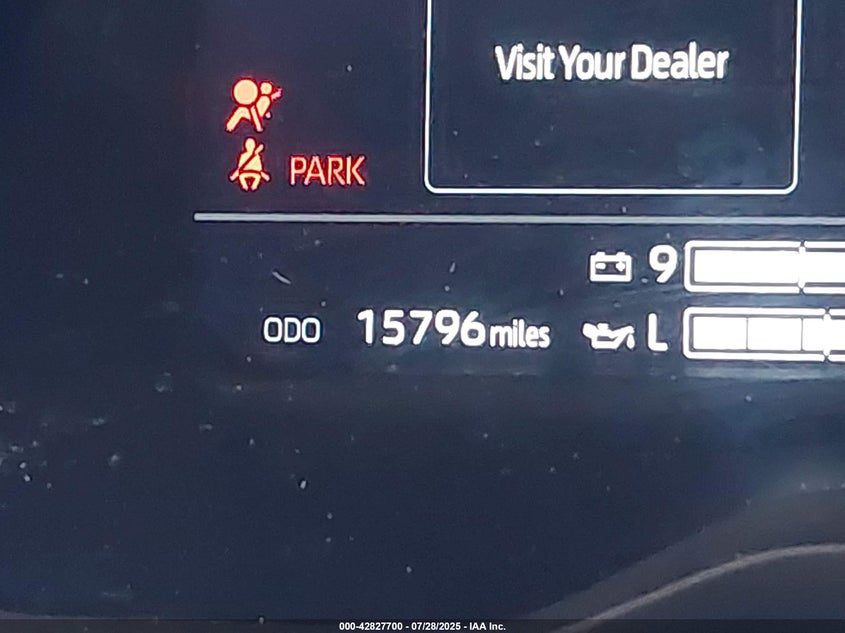 Visit Your Dealer
PARK
9
ODO 15796 miles L
000-42827700 - 07/28/2025 - IAA Inc.